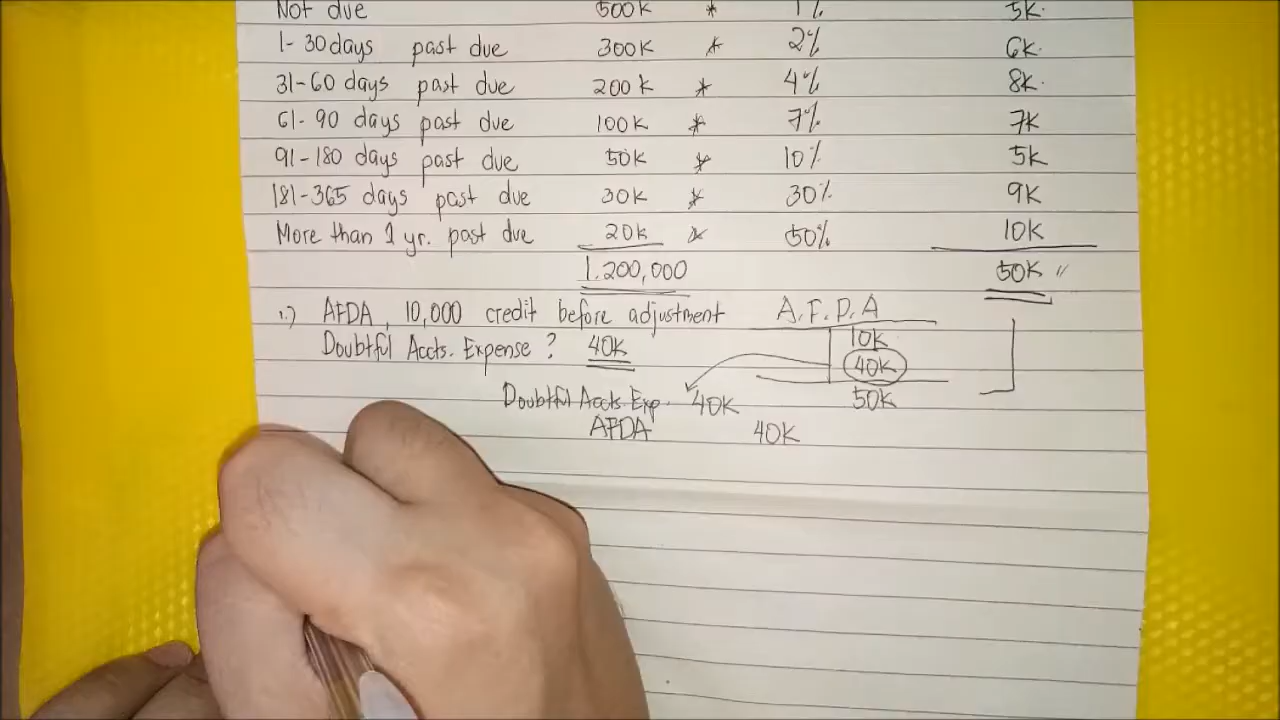 Not due 500K * 1% 5K.
1-30 days past due 300K * 2% 6K.
31-60 days past due 200K * 4% 8K.
61-90 days past due 100K * 7% 7K
91-180 days past due 50K * 10% 5K
181-365 days past due 30K * 30% 9K
More than 1 yr. past due 20K * 50% 10K
1,200,000 50K "
1.) AFDA, 10,000 credit before adjustment A.F.D.A
10K
Doubtful Accts. Expense? 40K 40K
Doubtful Accts Exp. 40K 50K
AFDA 40K